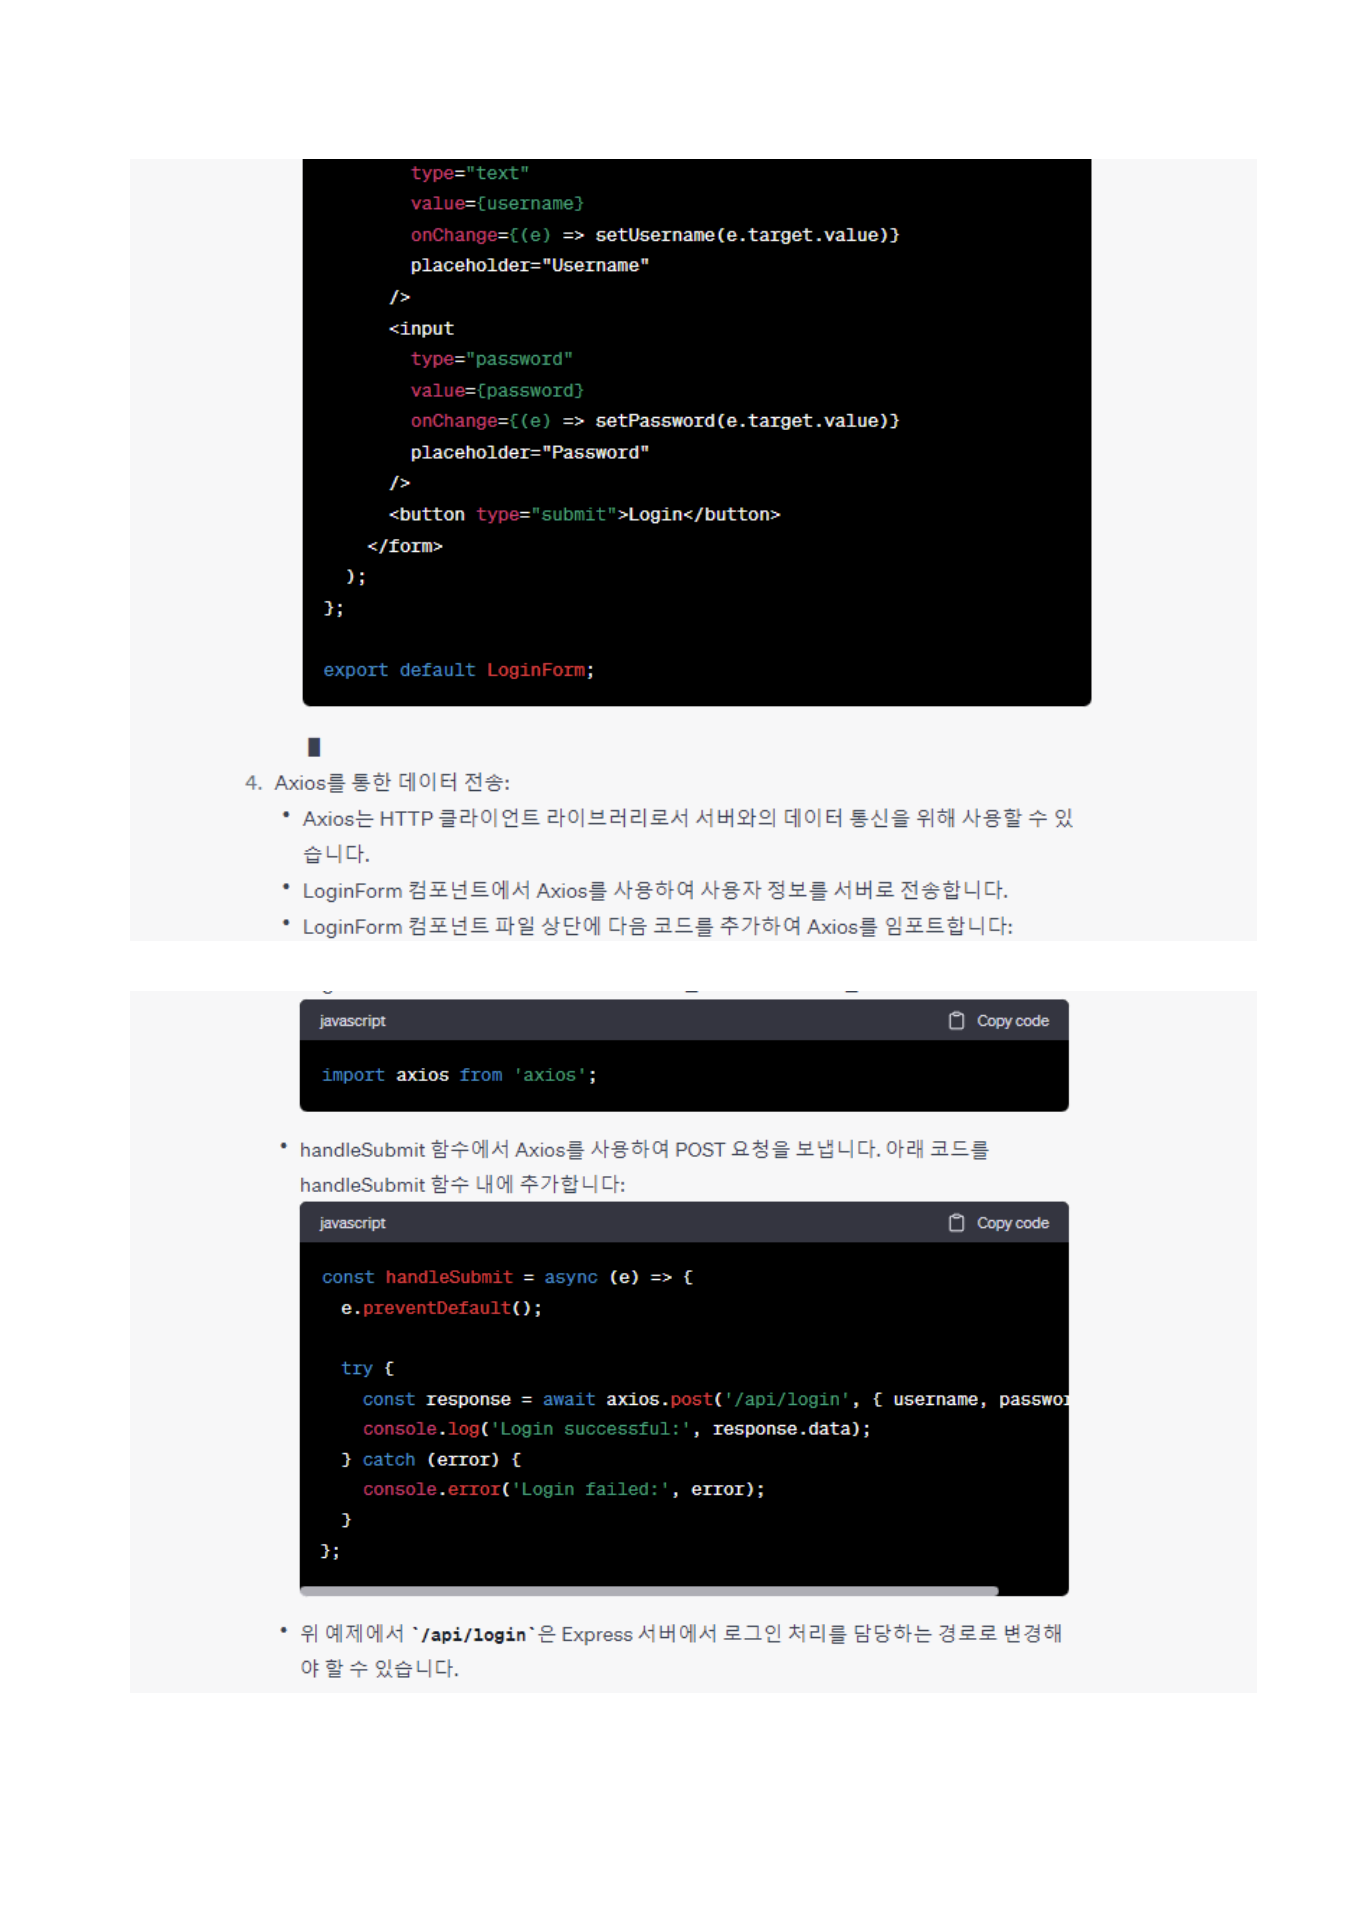 type="text"
value={username}
onChange={(e) => setUsername(e.target.value)}
placeholder="Username"
/>
<input
type="password"
value={password}
onChange={(e) => setPassword(e.target.value)}
placeholder="Password"
/>
<button type="submit">Login</button>
</form>
);
};
export default LoginForm;
4. Axios를 통한 데이터 전송:
• Axios는 HTTP 클라이언트 라이브러리로서 서버와의 데이터 통신을 위해 사용할 수 있
습니다.
• LoginForm 컴포넌트에서 Axios를 사용하여 사용자 정보를 서버로 전송합니다.
• LoginForm 컴포넌트 파일 상단에 다음 코드를 추가하여 Axios를 임포트합니다:
javascript Copy code
import axios from 'axios';
• handleSubmit 함수에서 Axios를 사용하여 POST 요청을 보냅니다. 아래 코드를
handleSubmit 함수 내에 추가합니다:
javascript Copy code
const handleSubmit = async (e) => {
e.preventDefault();
try {
const response = await axios.post('/api/login', { username,
console.log('Login successful:', response.data);
} catch (error) {
console.error('Login failed:', error);
}
};
• 위 예제에서 `/api/login`은 Express 서버에서 로그인 처리를 담당하는 경로로 변경해
야 할 수 있습니다.